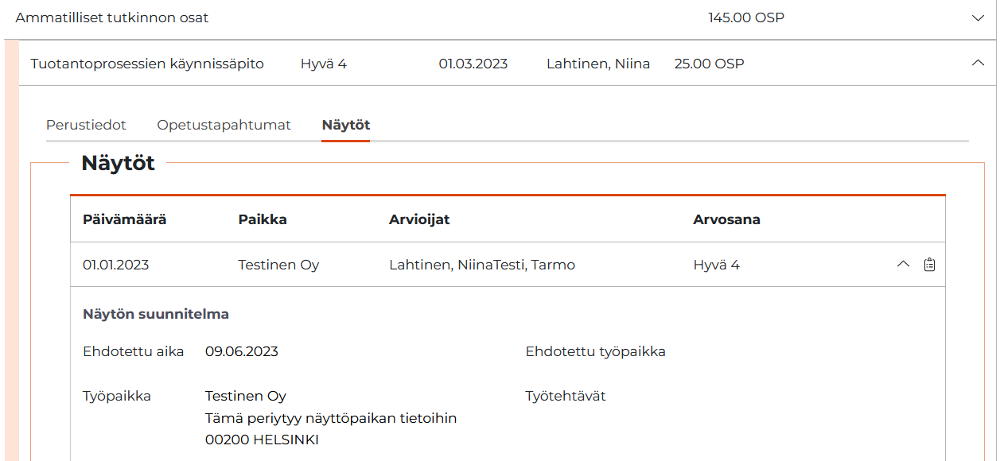 Ammatilliset tutkinnon osat 145.00 OSP
Tuotantoprosessien käynnissäpito Hyvä 4 01.03.2023 Lahtinen, Niina 25.00 OSP
Perustiedot Opetustapahtumat Näytöt
Näytöt
Päivämäärä Paikka Arvioijat Arvosana
01.01.2023 Testinen Oy Lahtinen, NiinaTesti, Tarmo Hyvä 4
Näytön suunnitelma
Ehdotettu aika 09.06.2023 Ehdotettu työpaikka
Työpaikka Testinen Oy Työtehtävät
Tämä periytyy näyttöpaikan tietoihin
00200 HELSINKI